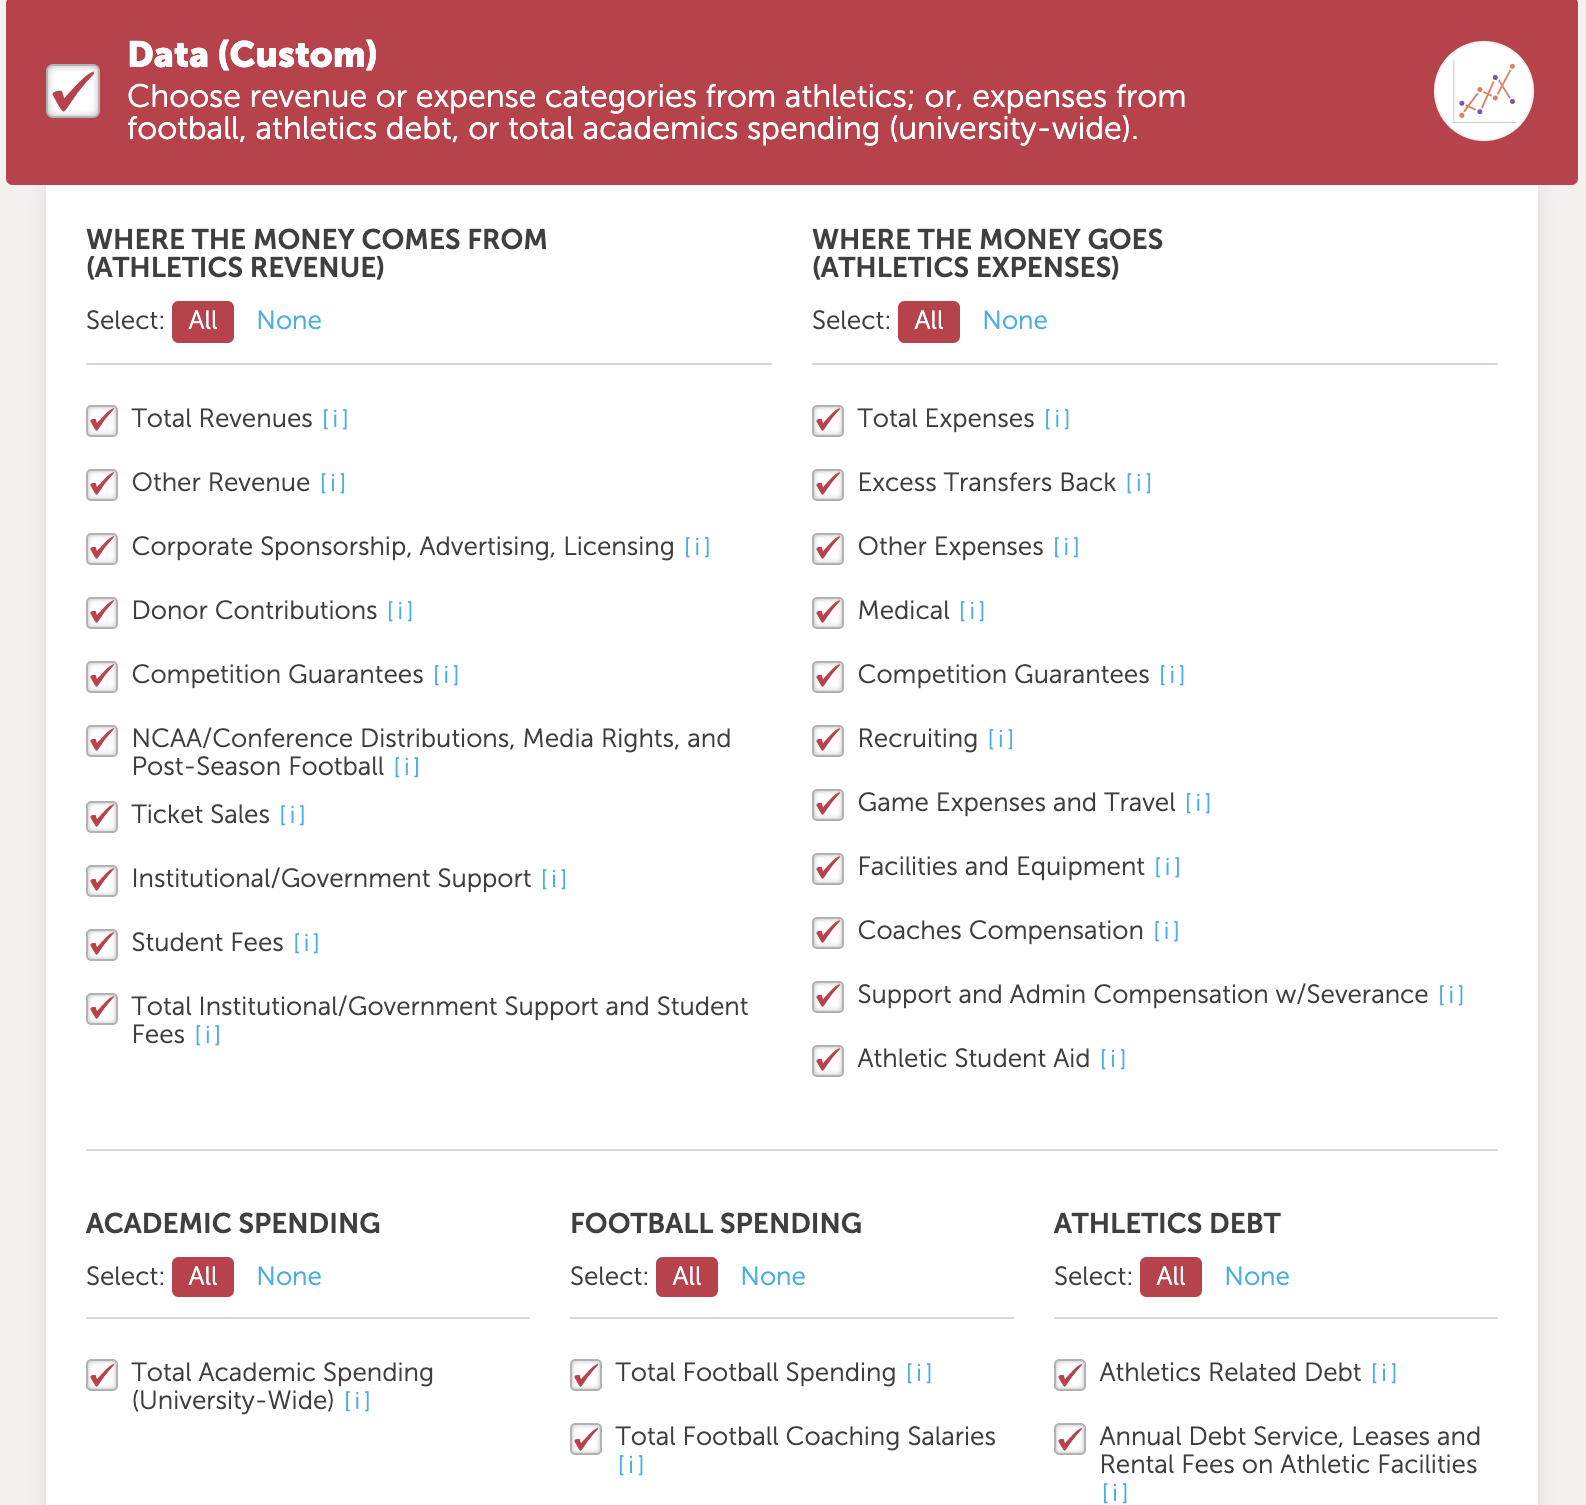 Data (Custom)
Choose revenue or expense categories from athletics; or, expenses from
football, athletics debt, or total academics spending (university-wide).
WHERE THE MONEY COMES FROM
(ATHLETICS REVENUE)
Select: All None
Total Revenues [i]
Other Revenue [i]
Corporate Sponsorship, Advertising, Licensing [i]
Donor Contributions [i]
Competition Guarantees [i]
NCAA/Conference Distributions, Media Rights, and
Post-Season Football [i]
Ticket Sales [i]
Institutional/Government Support [i]
Student Fees [i]
Total Institutional/Government Support and Student
Fees [i]
WHERE THE MONEY GOES
(ATHLETICS EXPENSES)
Select: All None
Total Expenses [i]
Excess Transfers Back [i]
Other Expenses [i]
Medical [i]
Competition Guarantees [i]
Recruiting [i]
Game Expenses and Travel [i]
Facilities and Equipment [i]
Coaches Compensation [i]
Support and Admin Compensation w/Severance [i]
Athletic Student Aid [i]
ACADEMIC SPENDING
Select: All None
Total Academic Spending
(University-Wide) [i]
FOOTBALL SPENDING
Select: All None
Total Football Spending [i]
Total Football Coaching Salaries
[i]
ATHLETICS DEBT
Select: All None
Athletics Related Debt [i]
Annual Debt Service, Leases and
Rental Fees on Athletic Facilities
[i]